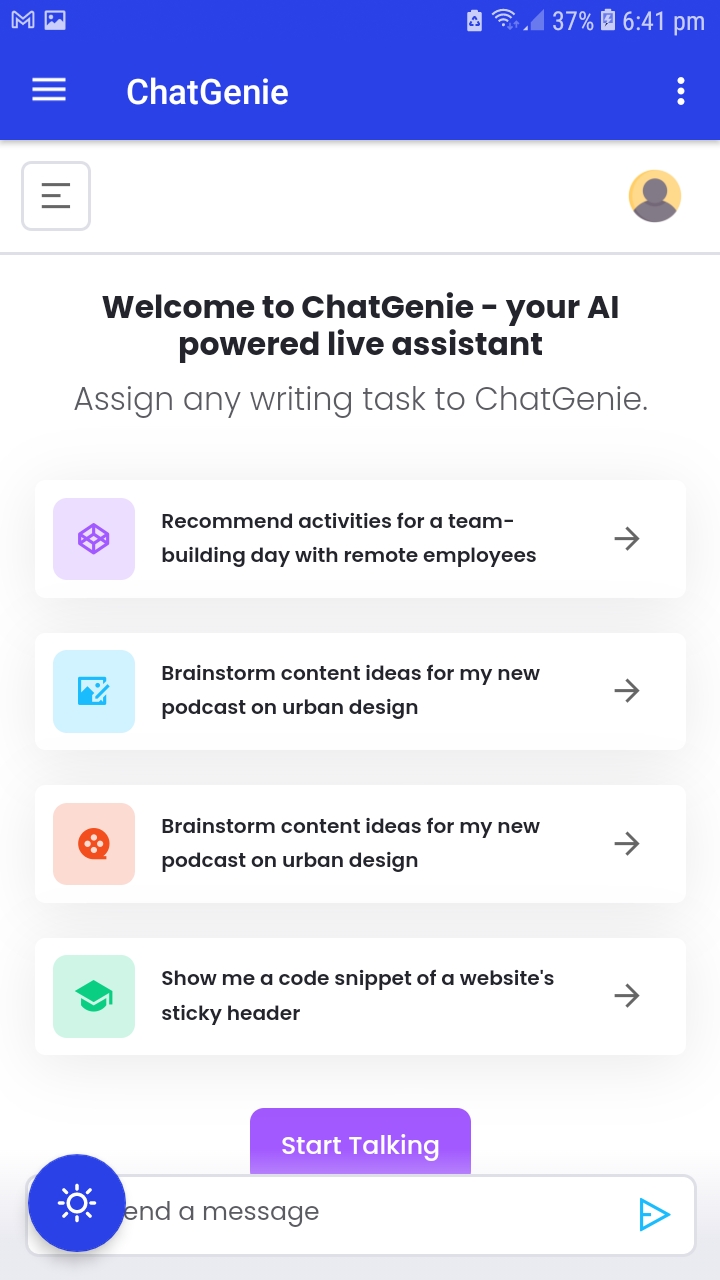 37% 6:41 pm
ChatGenie
Welcome to ChatGenie - your AI
powered live assistant
Assign any writing task to ChatGenie.
Recommend activities for a team-
building day with remote employees
Brainstorm content ideas for my new
podcast on urban design
Brainstorm content ideas for my new
podcast on urban design
Show me a code snippet of a website's
sticky header
Start Talking
end a message